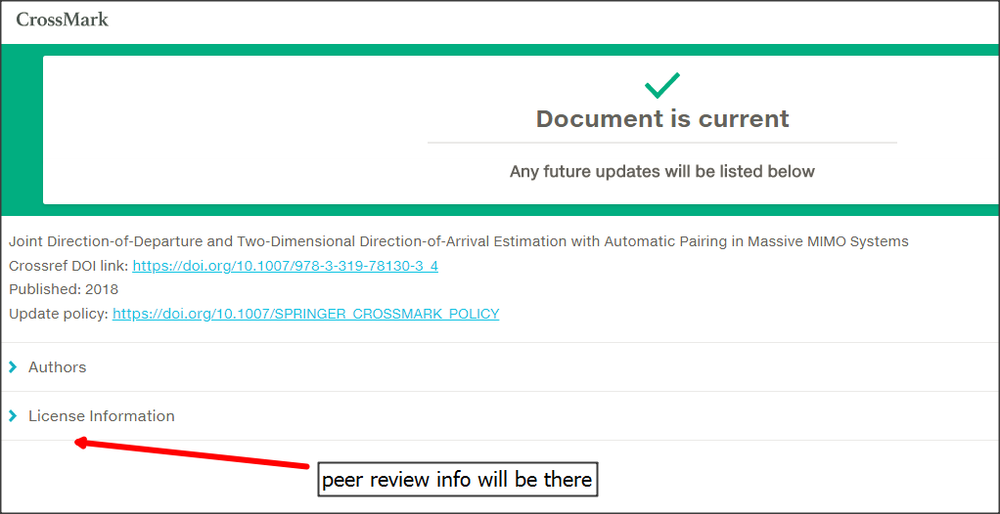 CrossMark
Document is current
Any future updates will be listed below
Joint Direction-of-Departure and Two-Dimensional Direction-of-Arrival Estimation with Automatic Pairing in Massive MIMO Systems
Crossref DOI link: https://doi.org/10.1007/978-3-319-78130-3_4
Published: 2018
Update policy: https://doi.org/10.1007/SPRINGER_CROSSMARK_POLICY
Authors
License Information
peer review info will be there